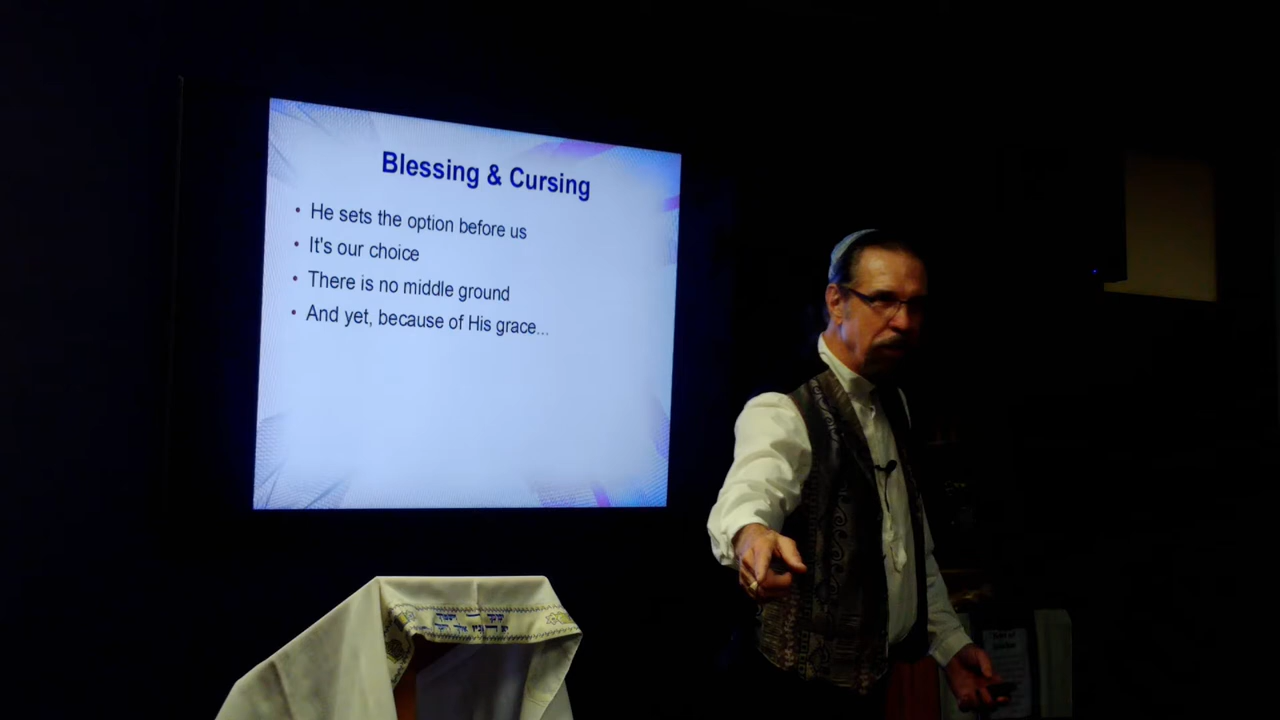 Blessing & Cursing
• He sets the option before us
• It's our choice
• There is no middle ground
• And yet, because of His grace...